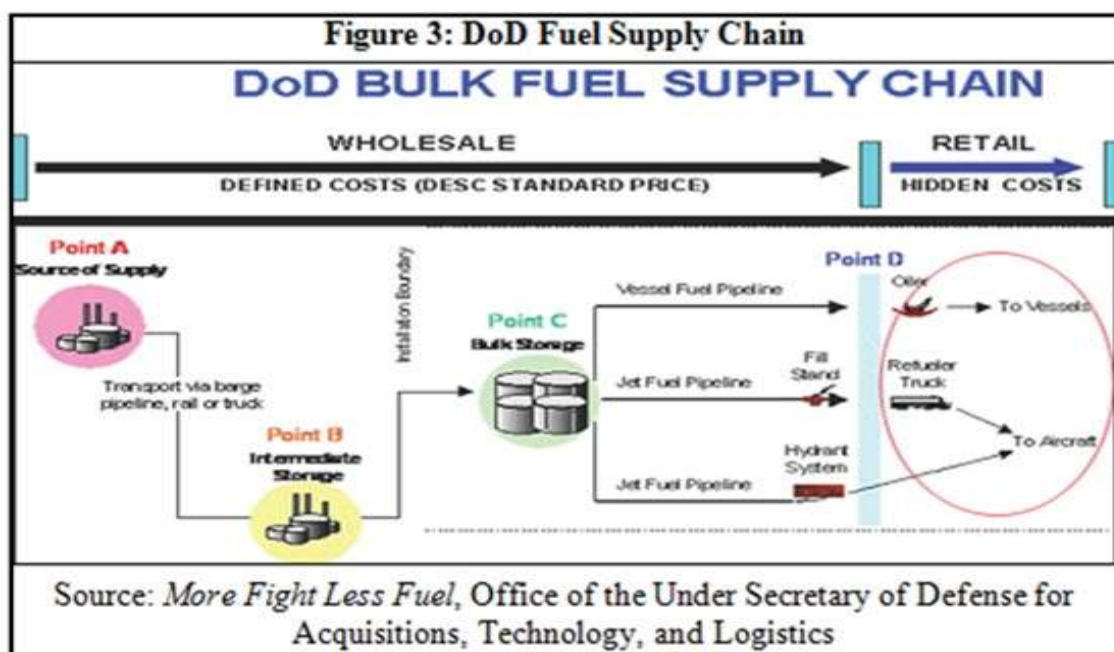 Figure 3: DoD Fuel Supply Chain
DoD BULK FUEL SUPPLY CHAIN
WHOLESALE
RETAIL
DEFINED COSTS (DESC STANDARD PRICE)
HIDDEN COSTS
Point A
Source of Supply
Transport via barge
pipeline, rail or truck
Point B
Intermediate
Storage
Installation Boundary
Point C
Bulk Storage
Vessel Fuel Pipeline
Jet Fuel Pipeline
Jet Fuel Pipeline
Fill
Stand
Hydrant
System
Point D
Oiler
To Vessels
Refueler
Truck
To Aircraft
Source: More Fight Less Fuel, Office of the Under Secretary of Defense for
Acquisitions, Technology, and Logistics